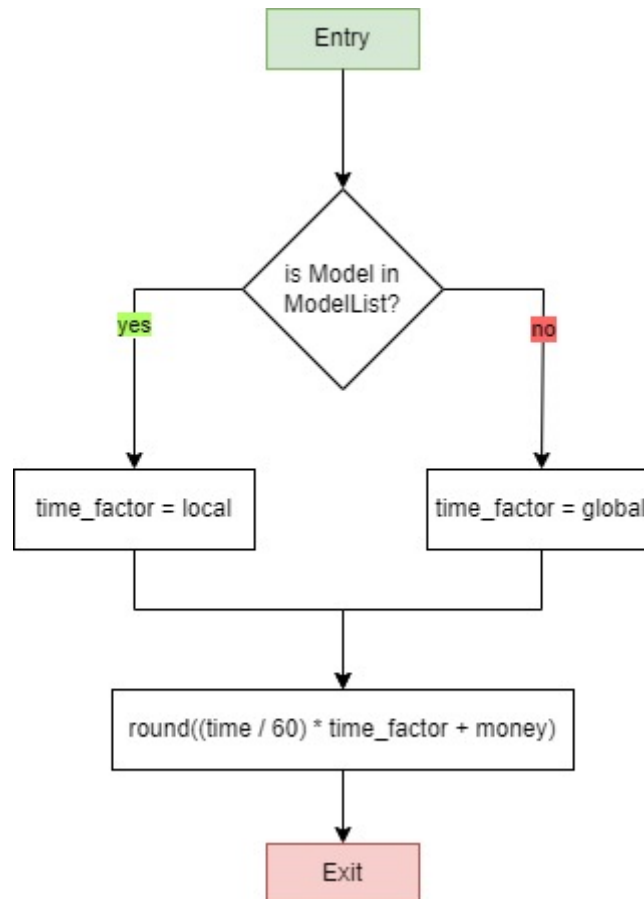 Entry
is Model in
ModelList?
yes
no
time_factor = local
time_factor = global
round((time / 60) * time_factor + money)
Exit